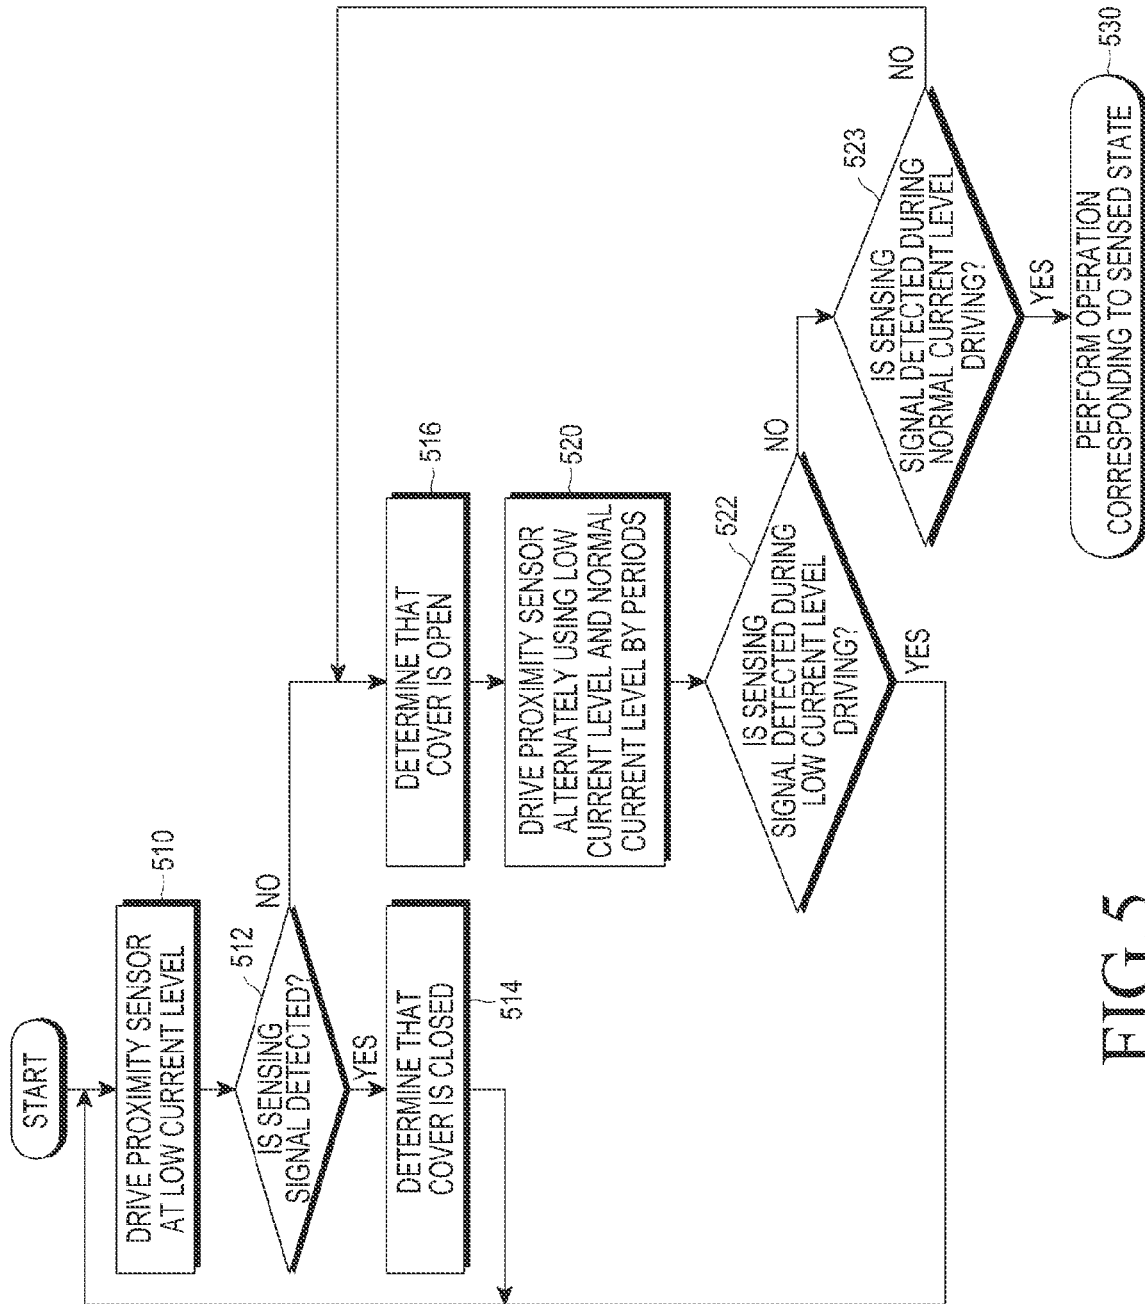 START
510
DRIVE PROXIMITY SENSOR
AT LOW CURRENT LEVEL
512
IS SENSING
SIGNAL DETECTED?
NO
YES
DETERMINE THAT
COVER IS CLOSED
514
DETERMINE THAT
COVER IS OPEN
516
DRIVE PROXIMITY SENSOR
ALTERNATELY USING LOW
CURRENT LEVEL AND NORMAL
CURRENT LEVEL BY PERIODS
520
522
IS SENSING
SIGNAL DETECTED DURING
LOW CURRENT LEVEL
DRIVING?
NO
YES
523
IS SENSING
SIGNAL DETECTED DURING
NORMAL CURRENT LEVEL
DRIVING?
NO
YES
530
PERFORM OPERATION
CORRESPONDING TO SENSED STATE
FIG.5